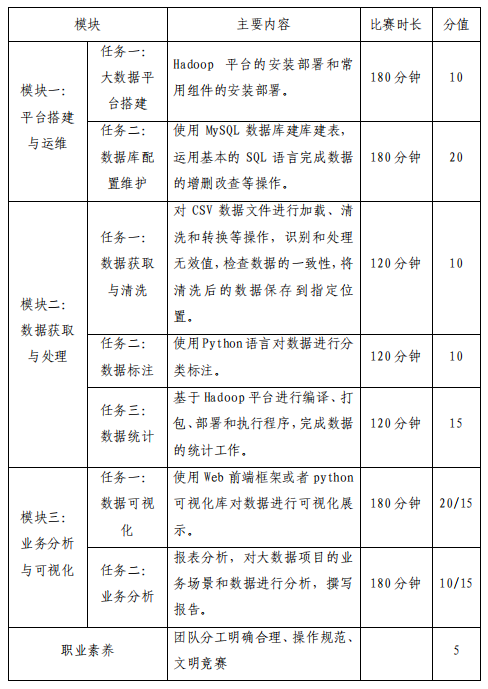 模块 主要内容 比赛时长 分值
模块一：
平台搭建
与运维
任务一：
大数据平
台搭建
Hadoop 平台的安装部署和常
用组件的安装部署。
180 分钟
10
任务二：
数据库配
置维护
使用 MySQL 数据库建库建表，
运用基本的 SQL 语言完成数据
的增删改查等操作。
180 分钟
20
模块二：
数据获取
与处理
任务一：
数据获取
与清洗
对 CSV 数据文件进行加载、清
洗和转换等操作，识别和处理
无效值，检查数据的一致性，将
清洗后的数据保存到指定位
置。
120 分钟
10
任务二：
数据标注
使用Python语言对数据进行分
类标注。
120 分钟
10
任务三：
数据统计
基于 Hadoop 平台进行编译、打
包、部署和执行程序，完成数据
的统计工作。
120 分钟
15
模块三：
业务分析
与可视化
任务一：
数据可视
化
使用 Web 前端框架或者 python
可视化库对数据进行可视化展
示。
180 分钟
20/15
任务二：
业务分析
报表分析，对大数据项目的业
务场景和数据进行分析，撰写
报告。
180 分钟
10/15
职业素养
团队分工明确合理、操作规范、
文明竞赛
5